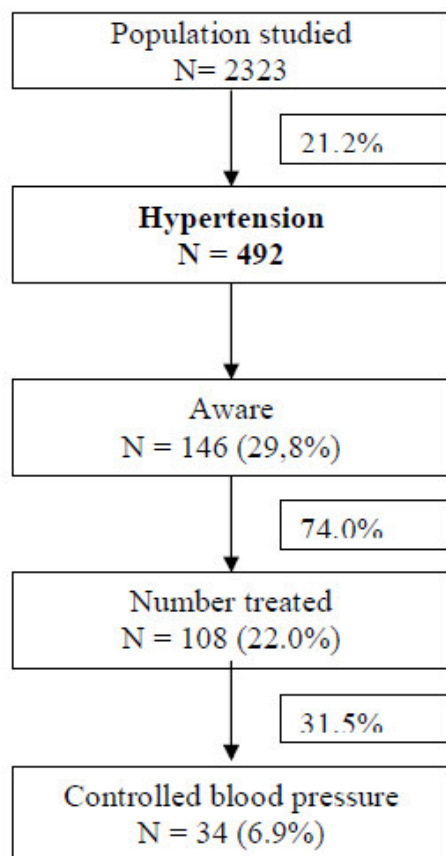 Population studied
N= 2323
21.2%
Hypertension
N = 492
Aware
N = 146 (29,8%)
74.0%
Number treated
N = 108 (22.0%)
31.5%
Controlled blood pressure
N = 34 (6.9%)